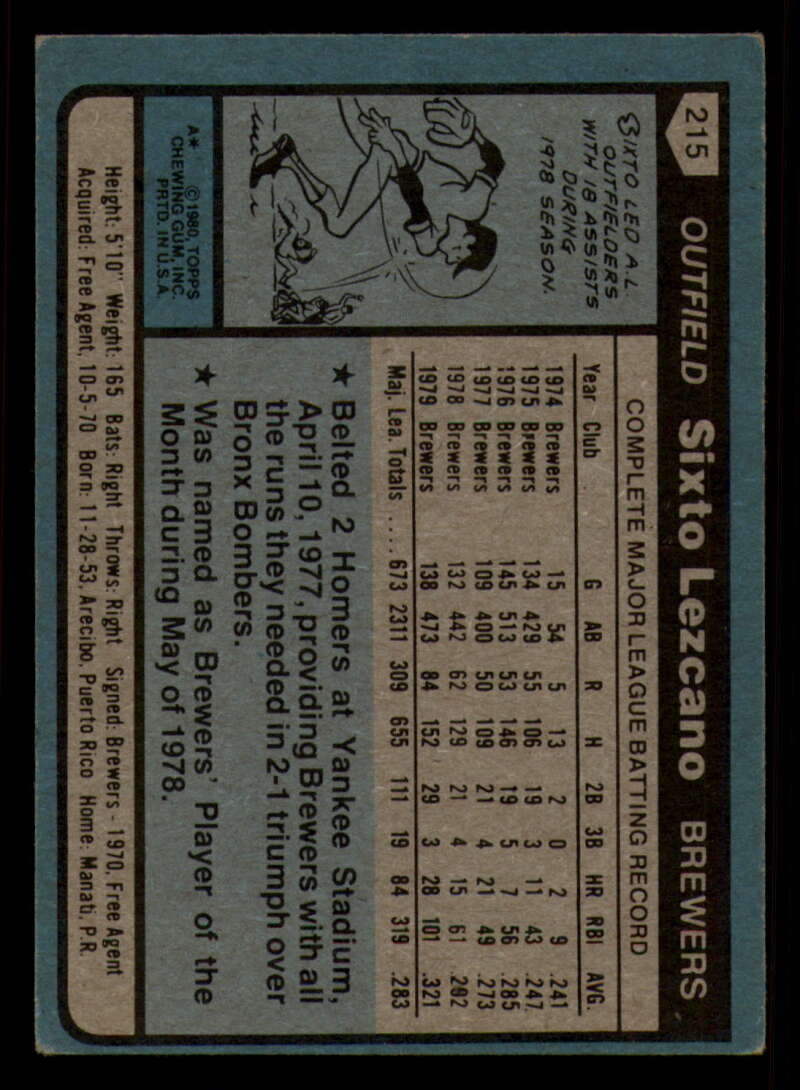 215 OUTFIELD Sixto Lezcano BREWERS
SIXTO LED A.L.
OUTFIELDERS
WITH 18 ASSISTS
DURING
1978 SEASON.
A★ ©1980, TOPPS
CHEWING GUM, INC.
PRTD. IN U.S.A.
COMPLETE MAJOR LEAGUE BATTING RECORD
Year Club G AB R H 2B 3B HR RBI AVG.
1974 Brewers 15 54 5 13 2 0 2 9 .241
1975 Brewers 134 429 55 106 19 3 11 43 .247
1976 Brewers 145 513 53 146 19 5 7 56 .285
1977 Brewers 109 400 50 109 21 4 21 49 .273
1978 Brewers 132 442 62 129 21 4 15 61 .292
1979 Brewers 138 473 84 152 29 3 28 101 .321
Maj. Lea. Totals .... 673 2311 309 655 111 19 84 319 .283
★ Belted 2 Homers at Yankee Stadium,
April 10, 1977, providing Brewers with all
the runs they needed in 2-1 triumph over
Bronx Bombers.
★ Was named as Brewers' Player of the
Month during May of 1978.
Height: 5'10" Weight: 165 Bats: Right Throws: Right Signed: Brewers - 1970, Free Agent
Acquired: Free Agent, 10-5-70 Born: 11-28-53, Arecibo, Puerto Rico Home: Manati, P.R.